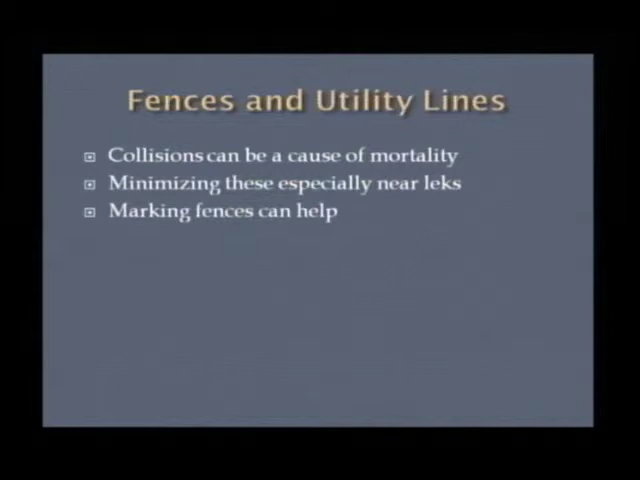 Fences and Utility Lines
Collisions can be a cause of mortality
Minimizing these especially near leks
Marking fences can help